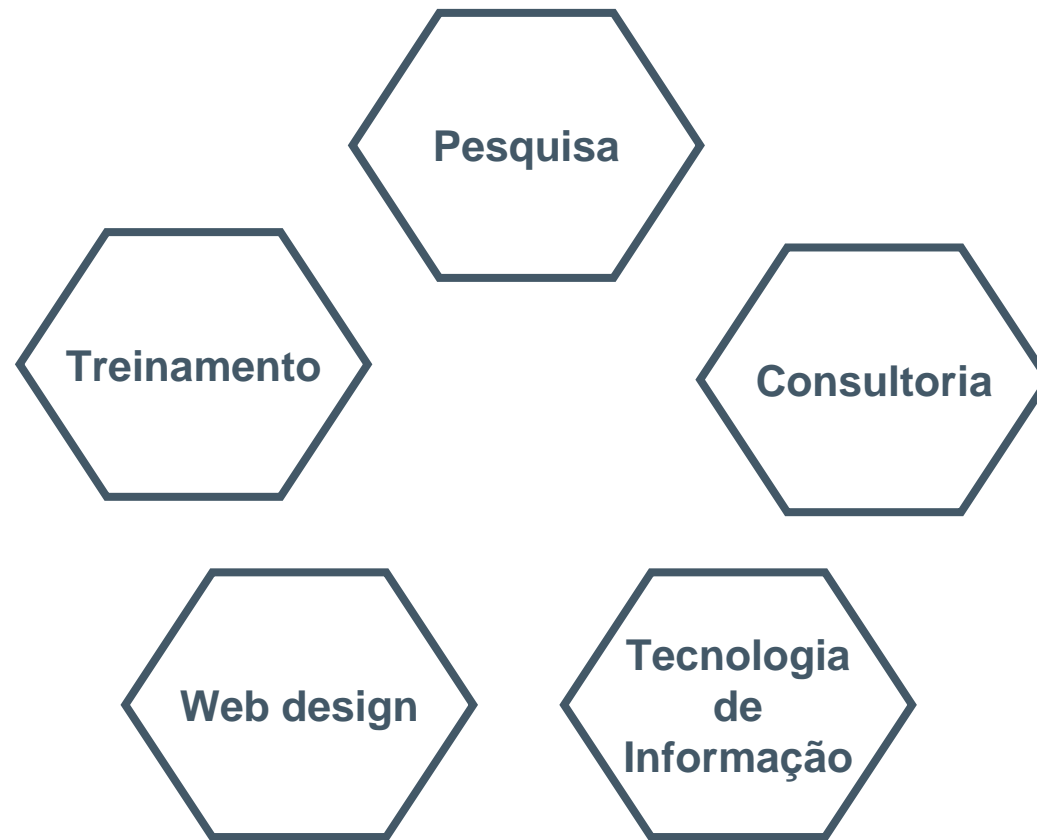 Pesquisa
Treinamento
Consultoria
Web design
Tecnologia
de
Informação